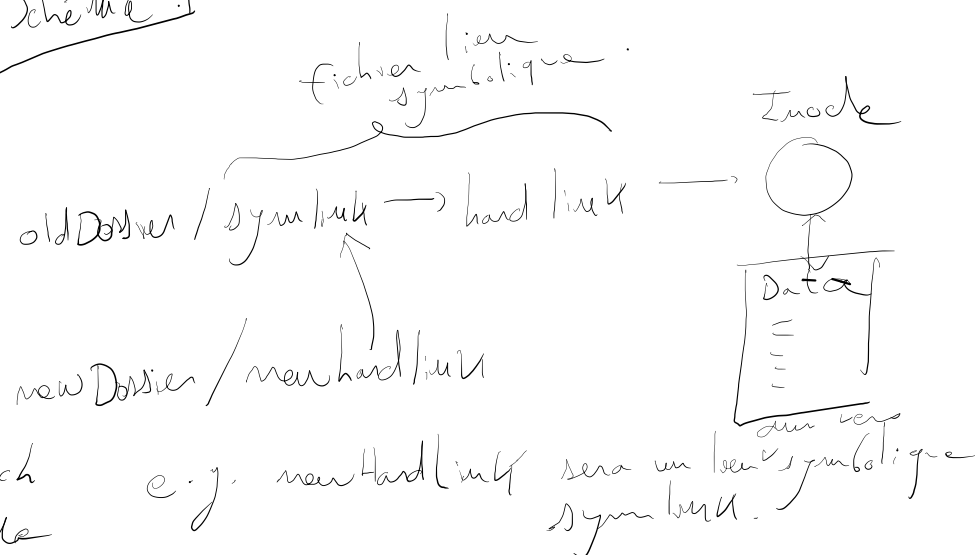 Schéma :
fichier lien
symbolique.
Inode
oldDossier / symlink → hard link →
Data
newDossier / newhardlink
vers
ch e.g. newHardLink sera un lien symbolique
symlink.